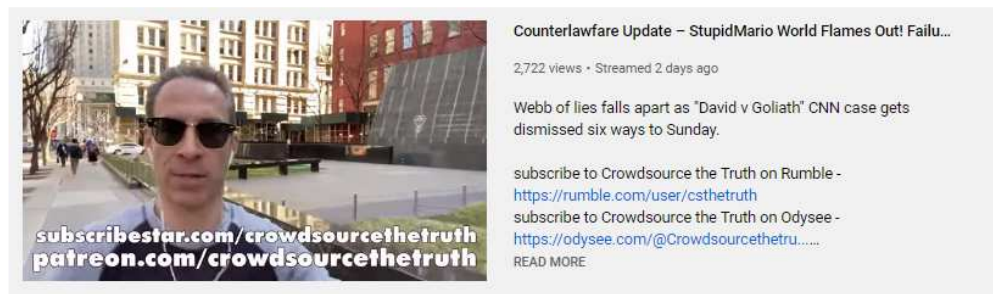 subscribestar.com/crowdsourcethetruth
patreon.com/crowdsourcethetruth
Counterlawfare Update – StupidMario World Flames Out! Failu...
2,722 views • Streamed 2 days ago
Webb of lies falls apart as "David v Goliath" CNN case gets
dismissed six ways to Sunday.
subscribe to Crowdsource the Truth on Rumble -
https://rumble.com/user/csthetruth
subscribe to Crowdsource the Truth on Odysee -
https://odysee.com/@Crowdsourcethetru......
READ MORE